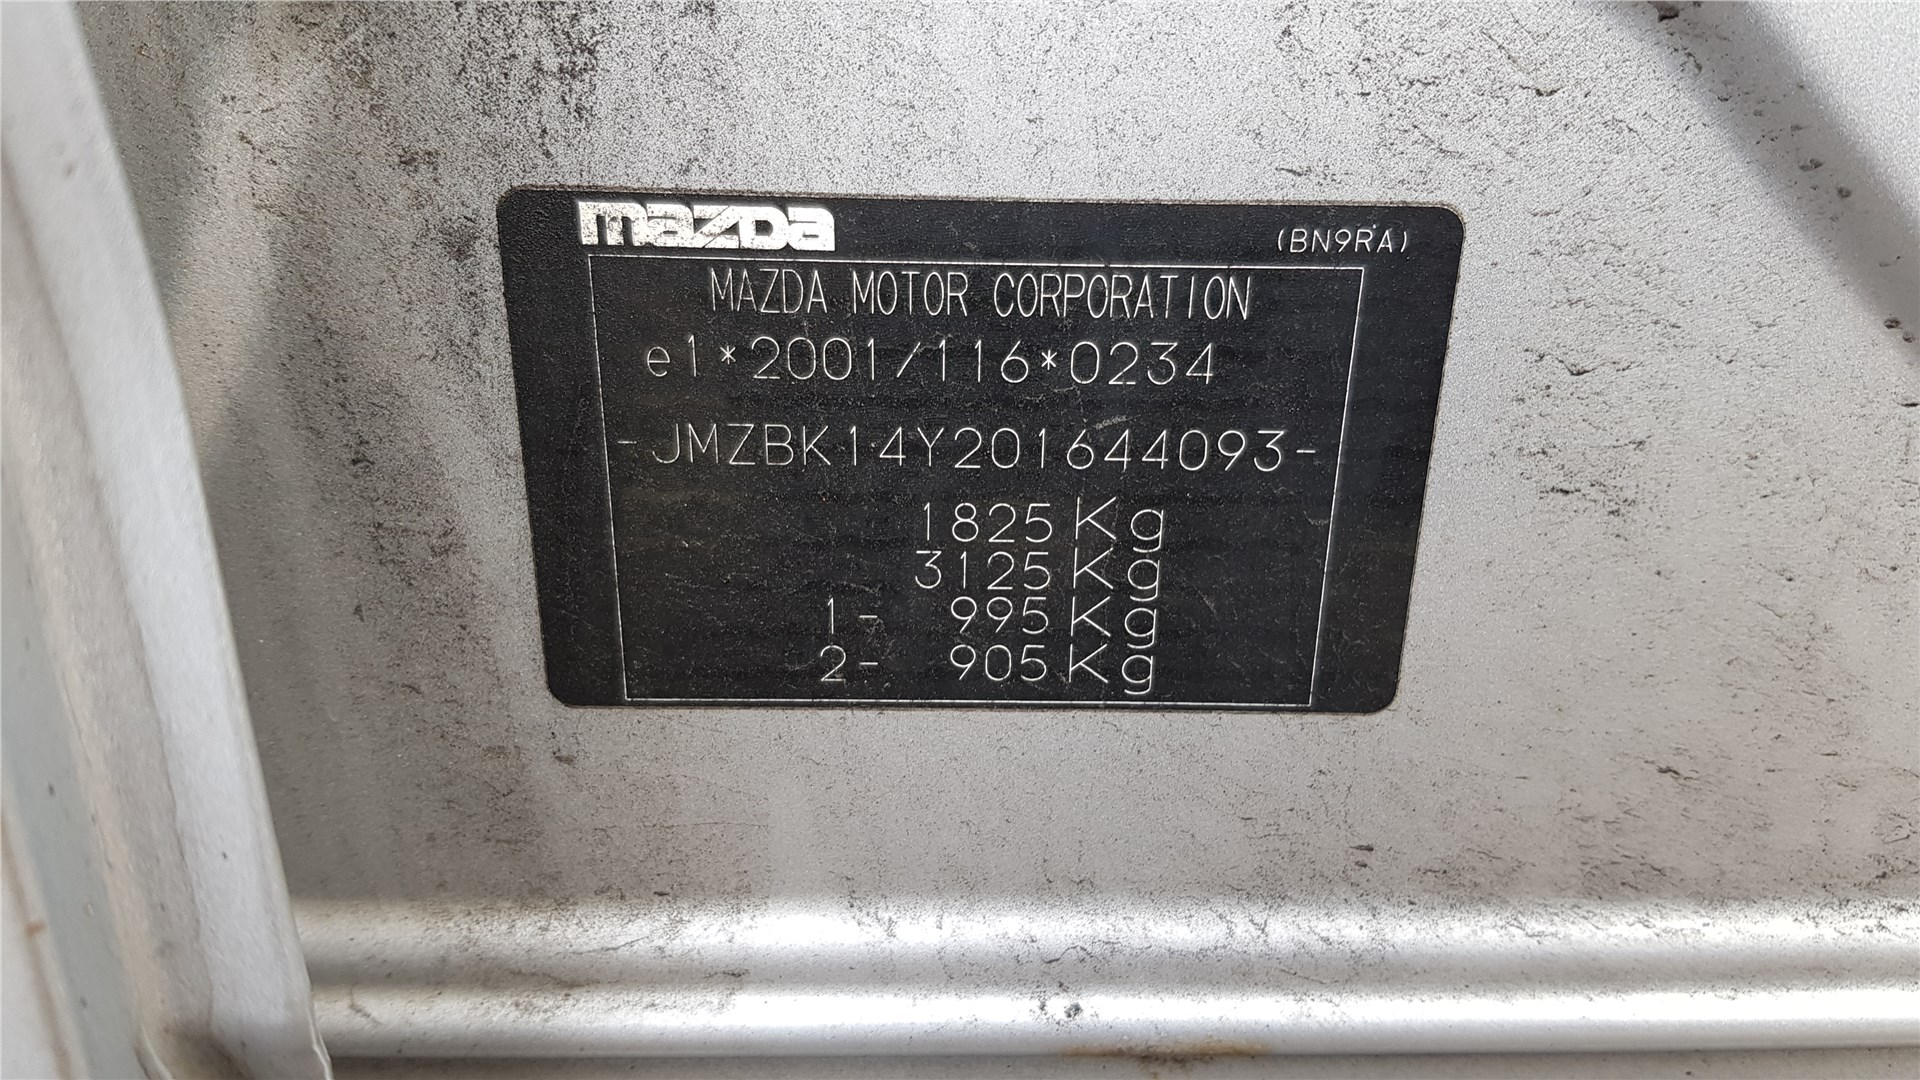 mazda
(BN9RA)
MAZDA MOTOR CORPORATION
e1*2001/116*0234
-JMZBK14Y201644093-
1825 Kg
3125 Kg
1- 995 Kg
2- 905 Kg